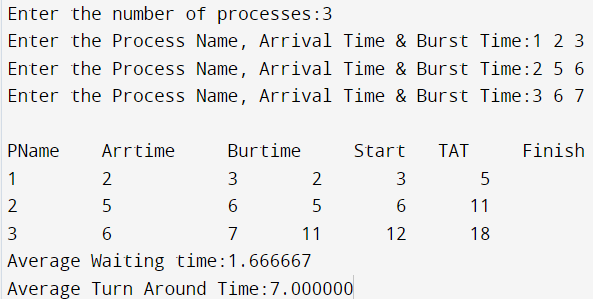 Enter the number of processes:3
Enter the Process Name, Arrival Time & Burst Time:1 2 3
Enter the Process Name, Arrival Time & Burst Time:2 5 6
Enter the Process Name, Arrival Time & Burst Time:3 6 7
PName Arrtime Burtime Start TAT Finish
1 2 3 2 3 5
2 5 6 5 6 11
3 6 7 11 12 18
Average Waiting time:1.666667
Average Turn Around Time:7.000000